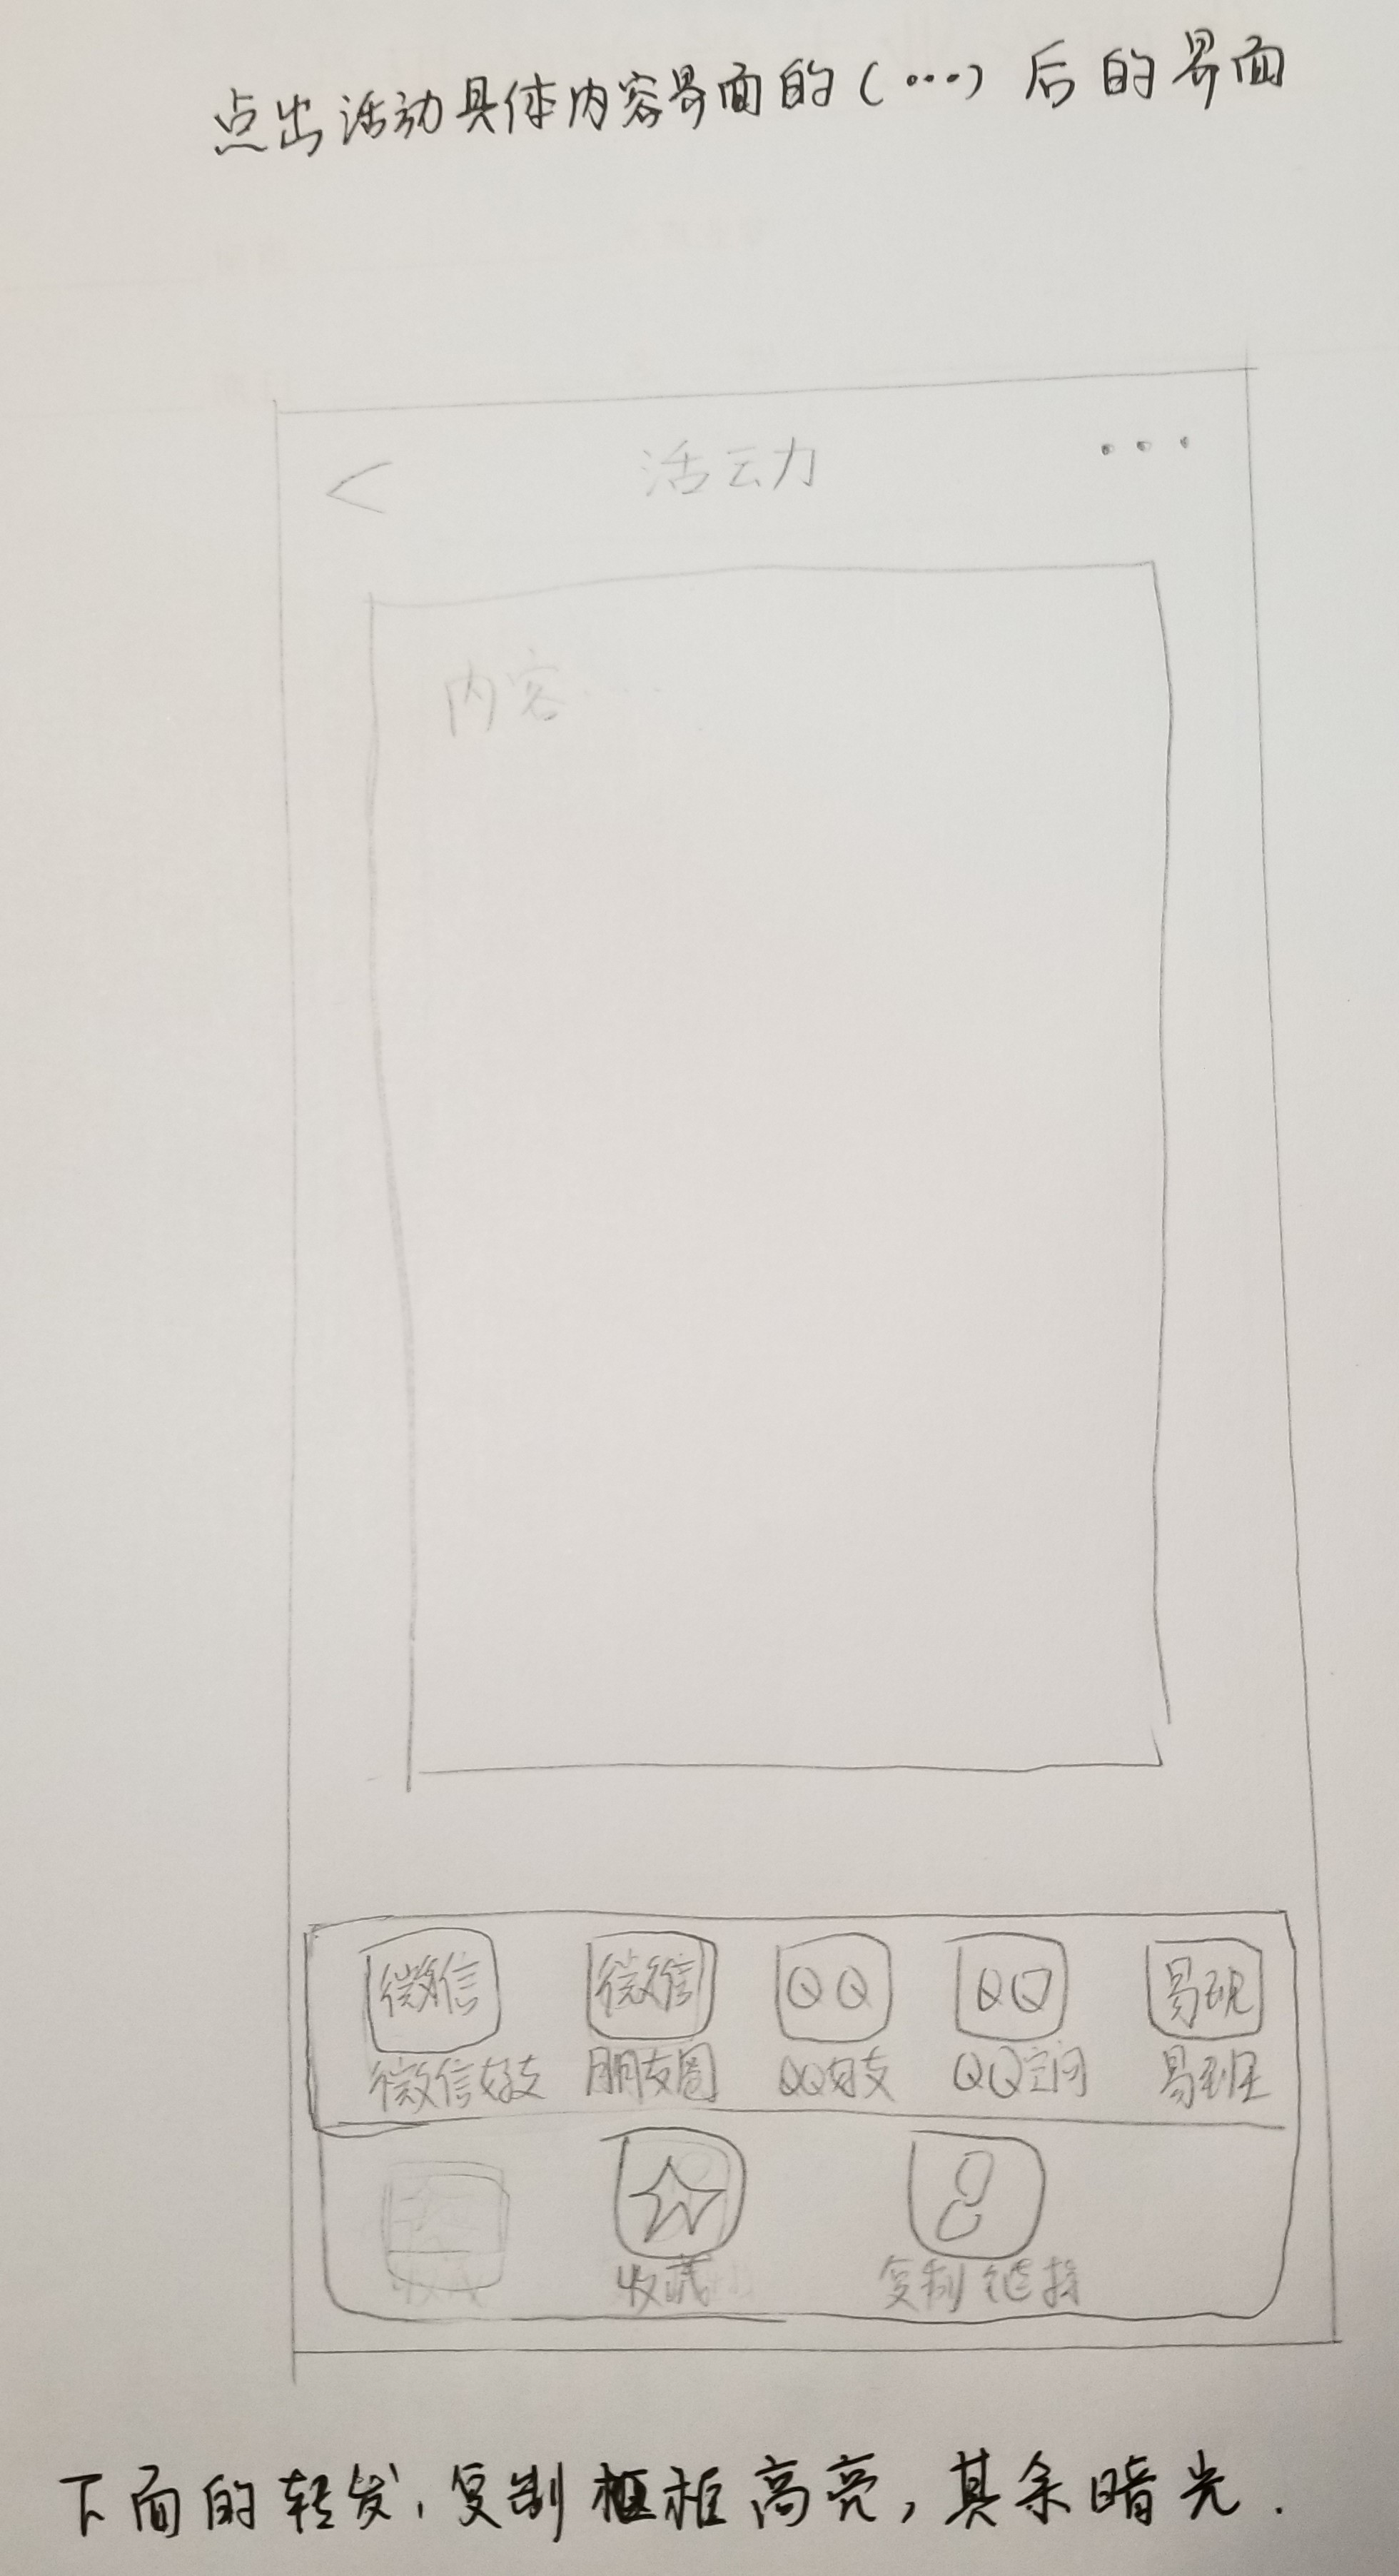 点出活动具体内容界面的(···)后的界面
< 活动 ···
内容...
微信 微信 QQ QQ 易班
微信好友 朋友圈 QQ好友 QQ空间 易班
收藏 复制链接
下面的转发,复制框框高亮,其余暗光.